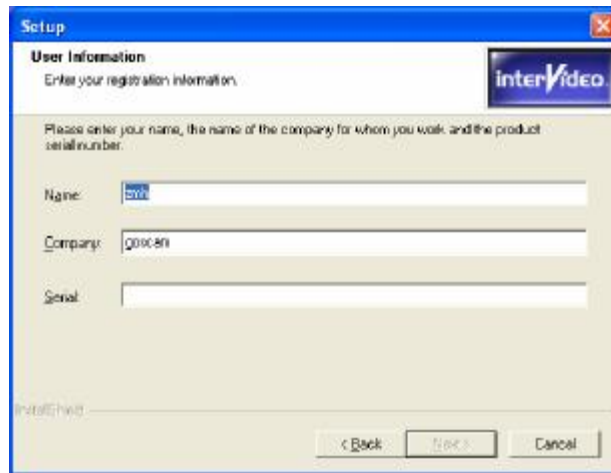 Setup
User Information
Enter your registration information.
interVideo.
Please enter your name, the name of the company for whom you work and the product
serial number.
Name:
Company:
Serial:
InstallShield
< Back
Next >
Cancel